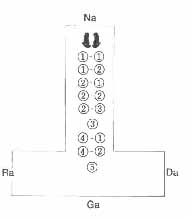 Na
①-①
①-②
②-①
②-②
②-③
③
④-①
④-②
⑤
Ra
Da
Ga